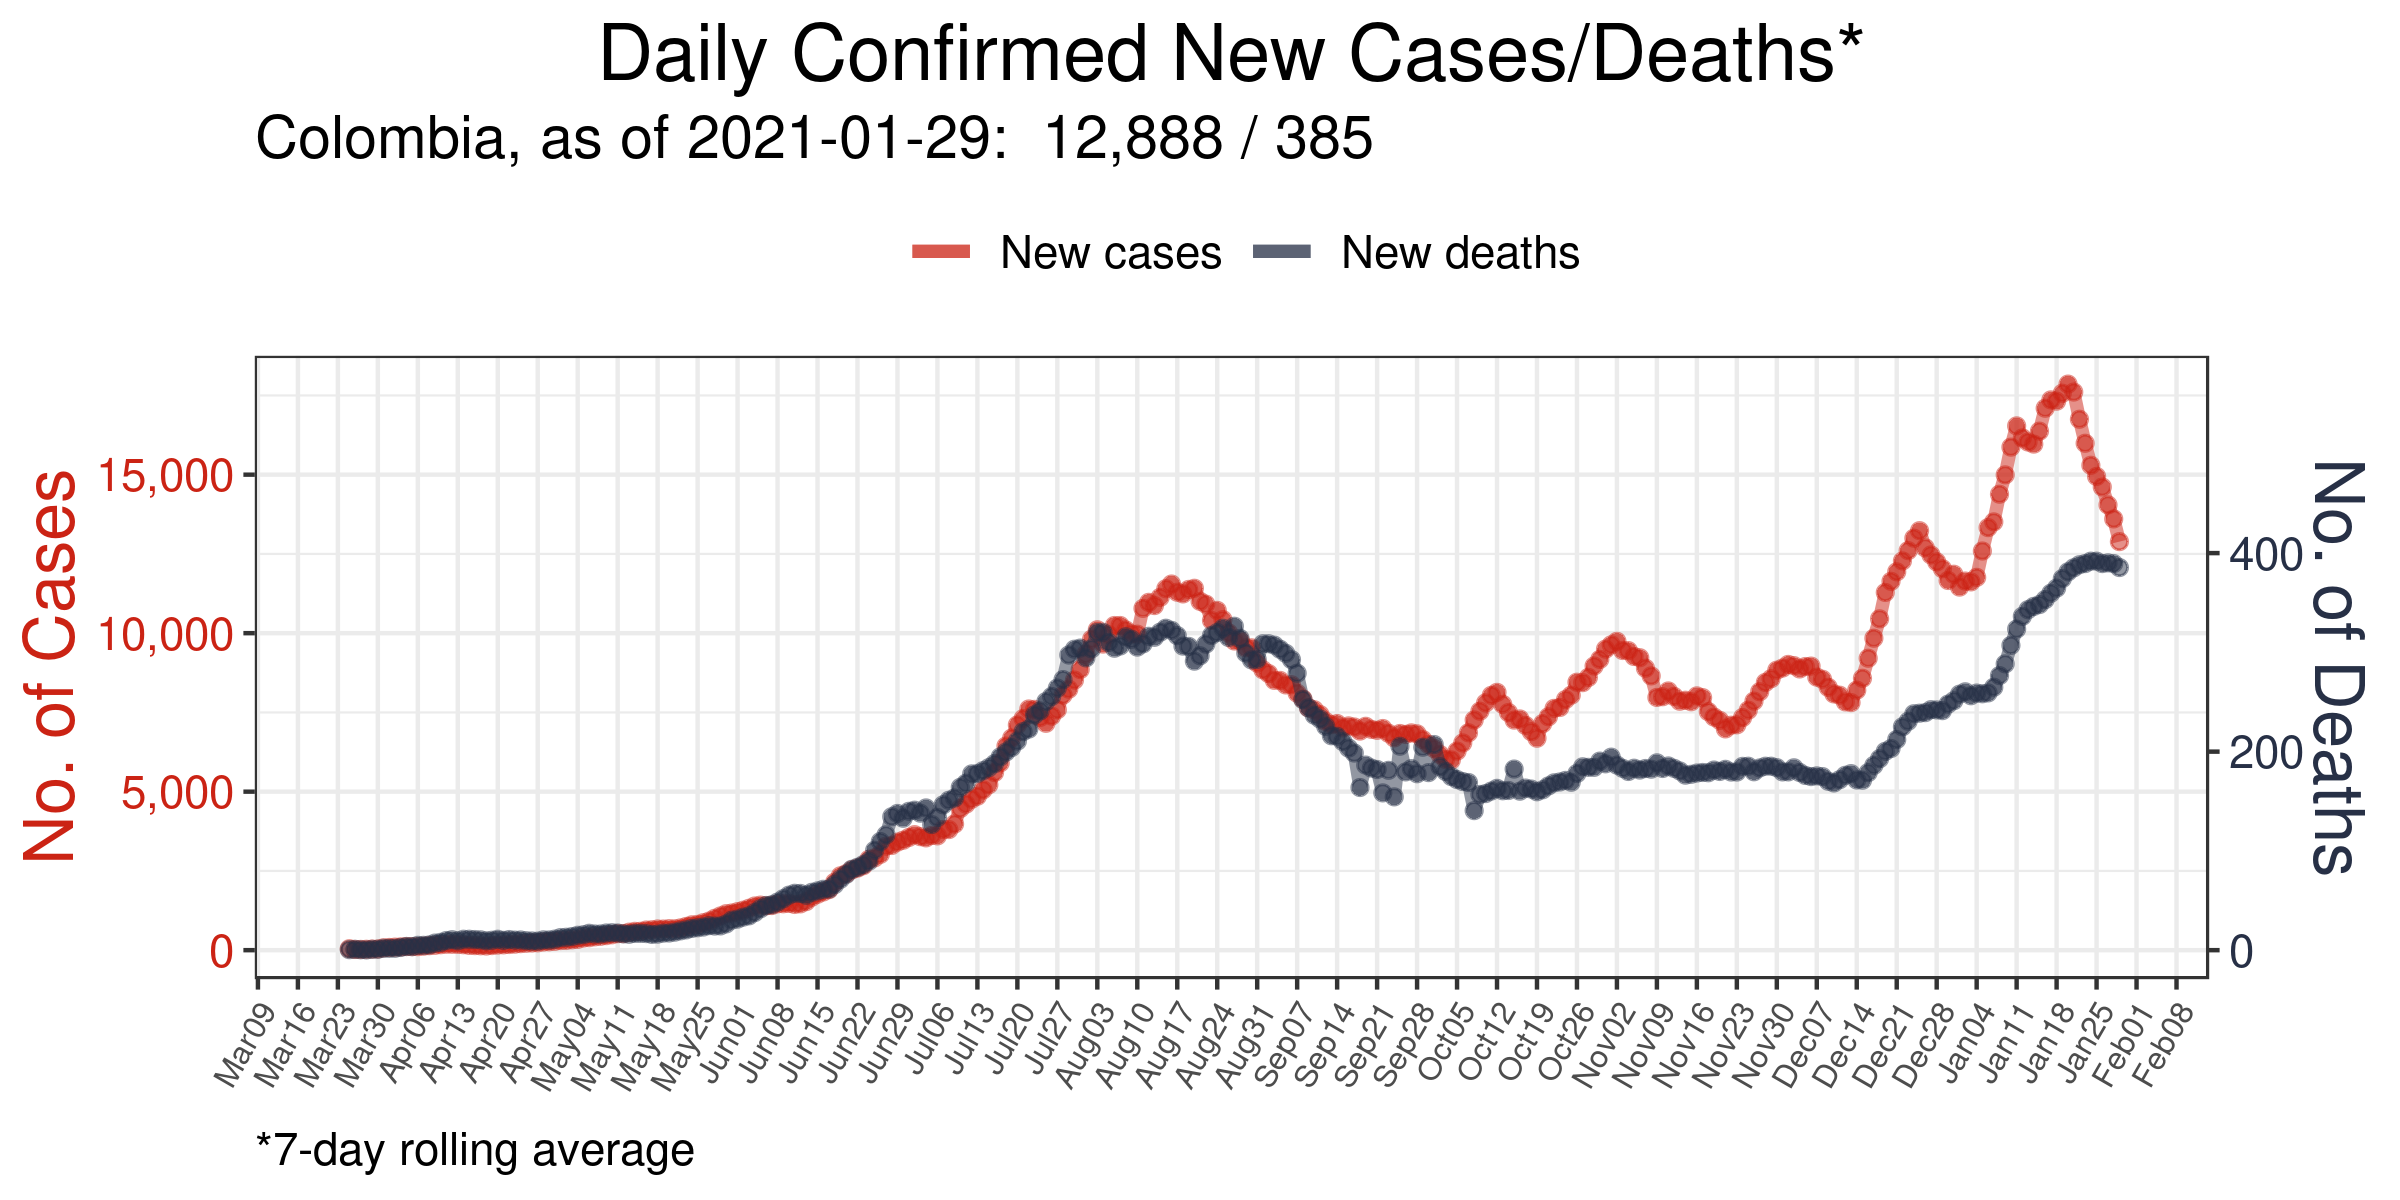 Daily Confirmed New Cases/Deaths*
Colombia, as of 2021-01-29:  12,888 / 385
New cases
New deaths
No. of Cases
15,000
10,000
5,000
0
400
200
0
No. of Deaths
Mar09
Mar16
Mar23
Mar30
Apr06
Apr13
Apr20
Apr27
May04
May11
May18
May25
Jun01
Jun08
Jun15
Jun22
Jun29
Jul06
Jul13
Jul20
Jul27
Aug03
Aug10
Aug17
Aug24
Aug31
Sep07
Sep14
Sep21
Sep28
Oct05
Oct12
Oct19
Oct26
Nov02
Nov09
Nov16
Nov23
Nov30
Dec07
Dec14
Dec21
Dec28
Jan04
Jan11
Jan18
Jan25
Feb01
Feb08
*7-day rolling average